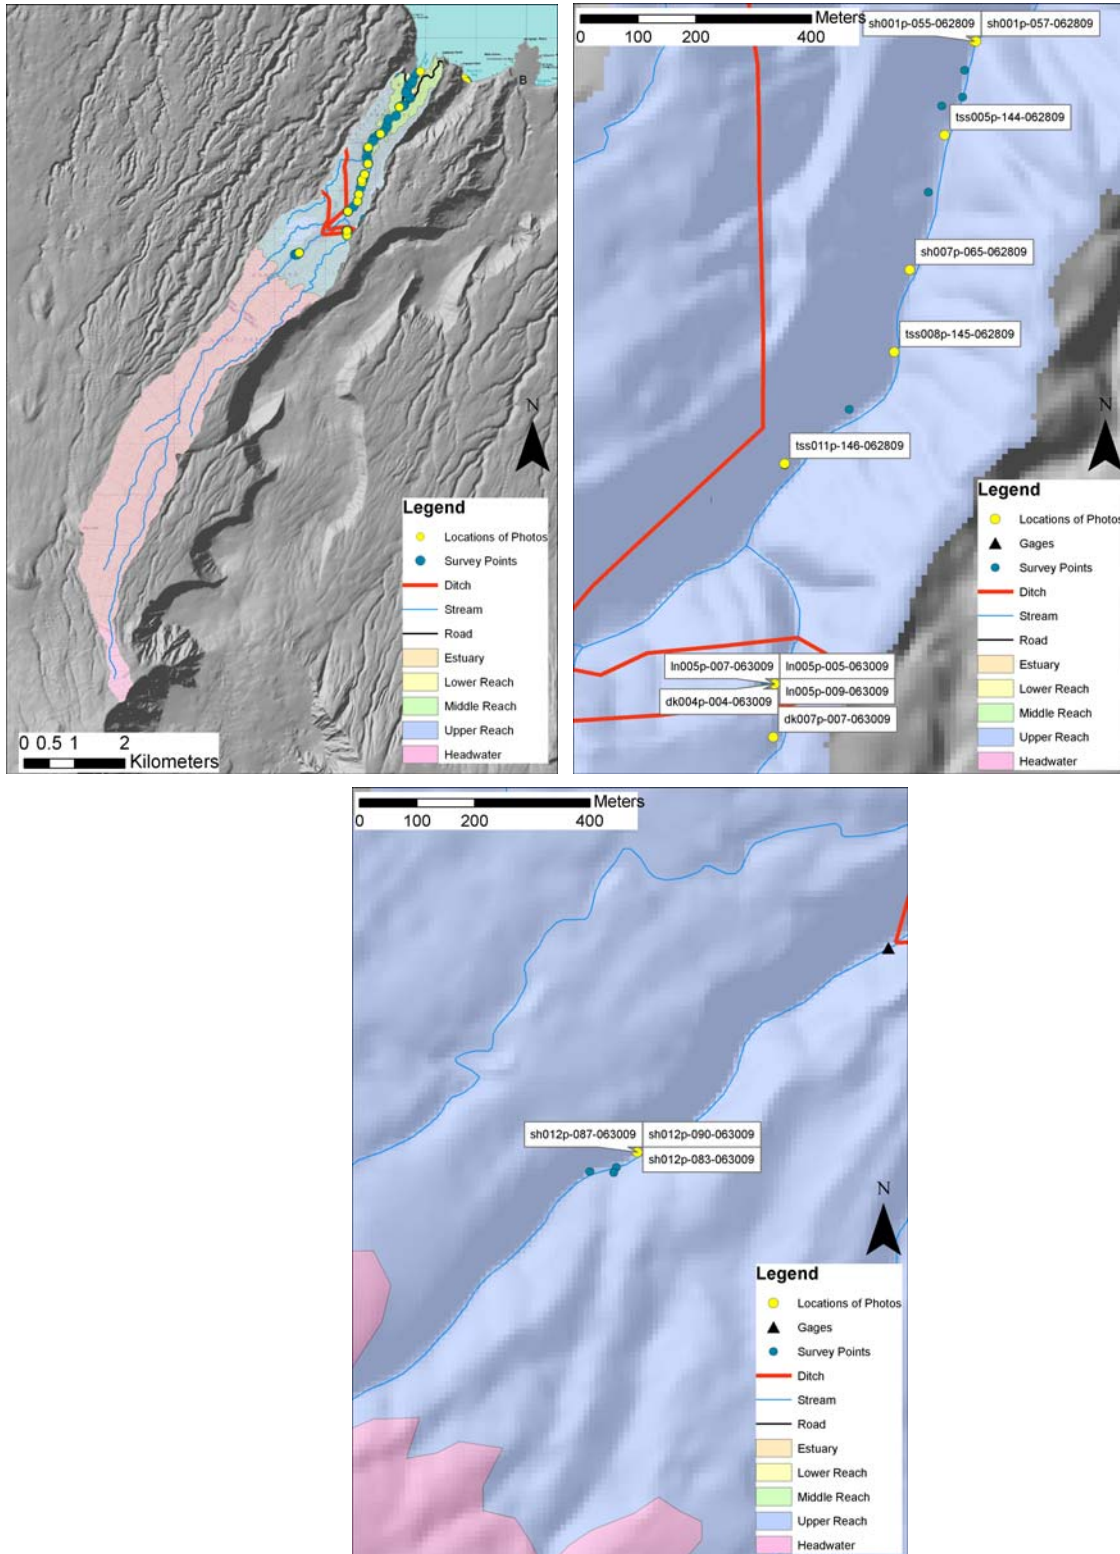 B
N
Legend
Locations of Photos
Survey Points
Ditch
Stream
Road
Estuary
Lower Reach
Middle Reach
Upper Reach
Headwater
0 0.5 1 2
Kilometers
Meters
0 100 200 400
sh001p-055-062809 sh001p-057-062809
tss005p-144-062809
sh007p-065-062809
tss008p-145-062809
tss011p-146-062809
ln005p-007-063009 ln005p-005-063009
dk004p-004-063009 ln005p-009-063009
dk007p-007-063009
N
Legend
Locations of Photos
Gages
Survey Points
Ditch
Stream
Road
Estuary
Lower Reach
Middle Reach
Upper Reach
Headwater
Meters
0 100 200 400
sh012p-087-063009 sh012p-090-063009
sh012p-083-063009
N
Legend
Locations of Photos
Gages
Survey Points
Ditch
Stream
Road
Estuary
Lower Reach
Middle Reach
Upper Reach
Headwater